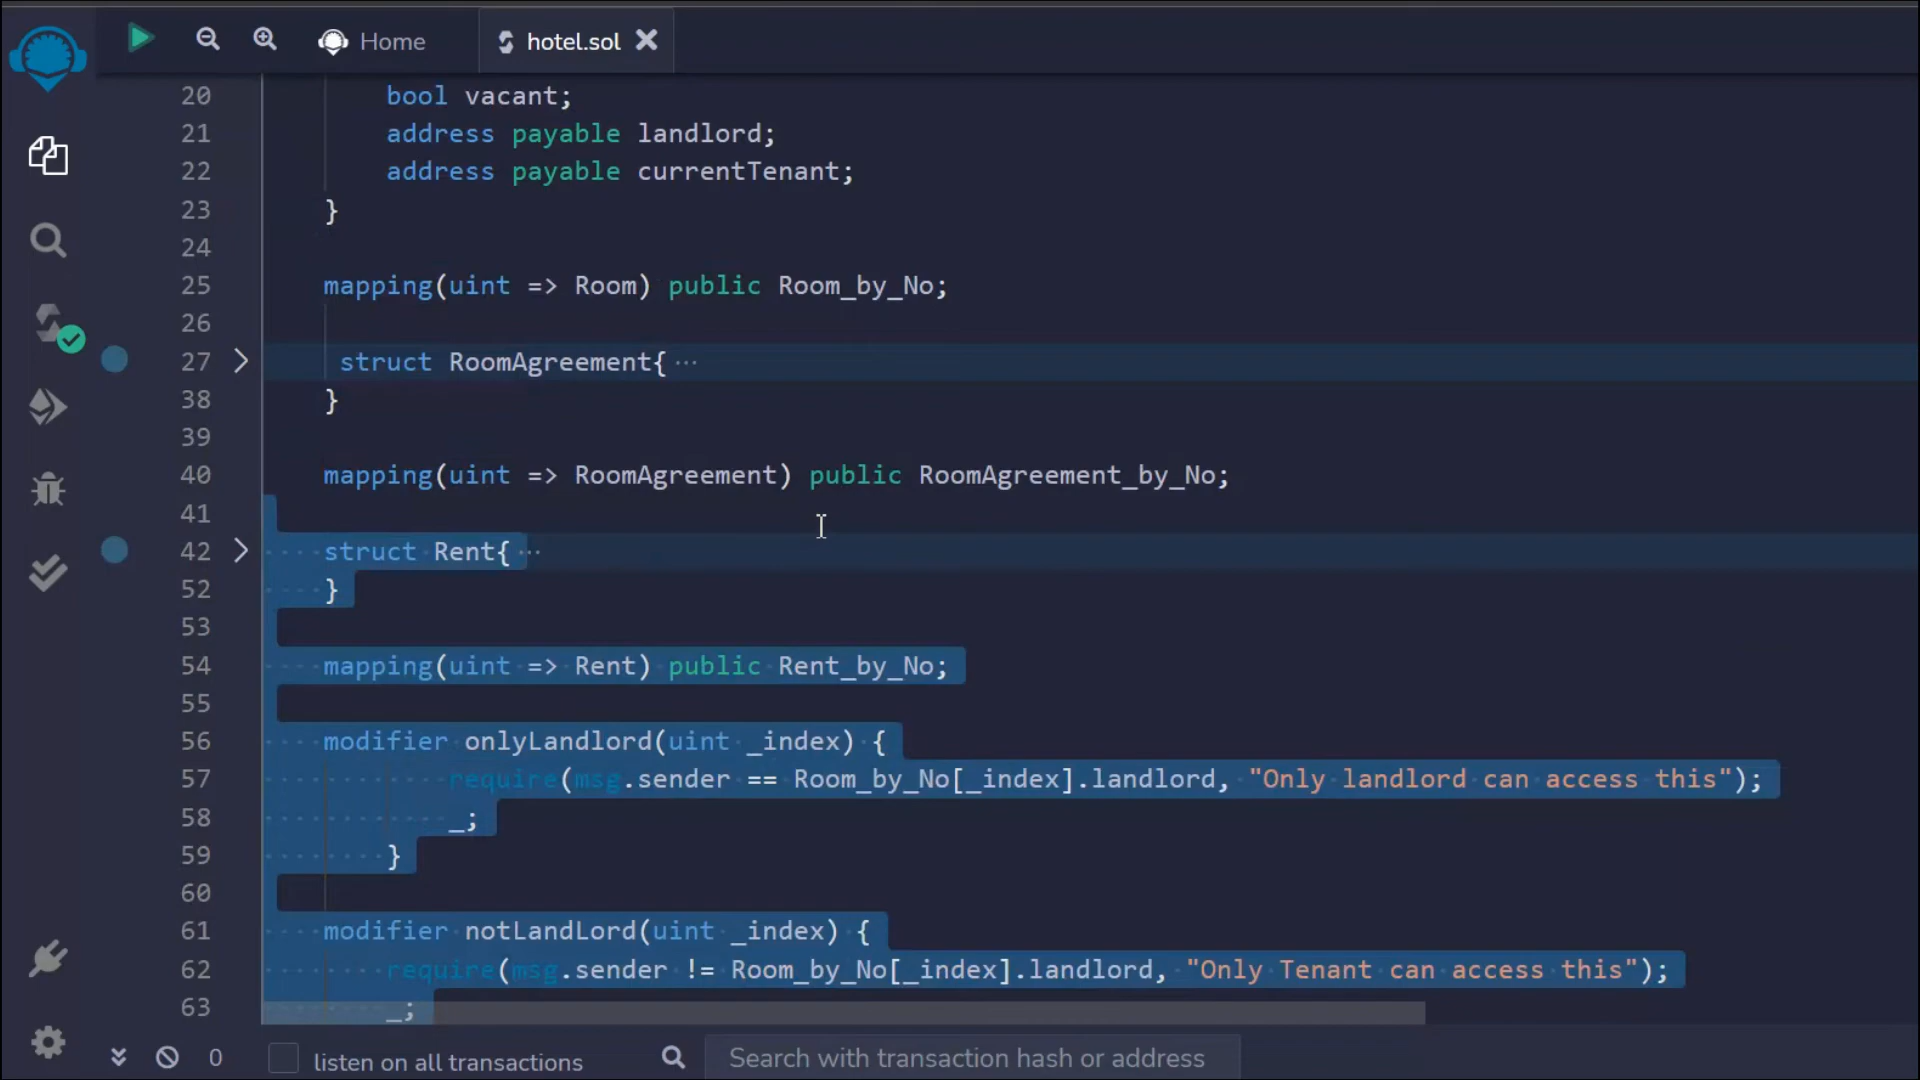 Home hotel.sol
20 bool vacant;
21 address payable landlord;
22 address payable currentTenant;
23 }
24
25 mapping(uint => Room) public Room_by_No;
26
27 struct RoomAgreement{ ···
38 }
39
40 mapping(uint => RoomAgreement) public RoomAgreement_by_No;
41
42 struct Rent{ ···
52 }
53
54 mapping(uint => Rent) public Rent_by_No;
55
56 modifier onlyLandlord(uint _index) {
57 require(msg.sender == Room_by_No[_index].landlord, "Only landlord can access this");
58 _;
59 }
60
61 modifier notLandLord(uint _index) {
62 require(msg.sender != Room_by_No[_index].landlord, "Only Tenant can access this");
63 _;
0 listen on all transactions Search with transaction hash or address